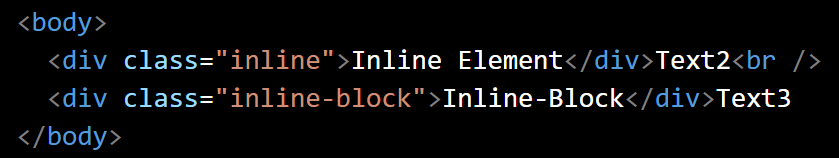 <body>
<div class="inline">Inline Element</div>Text2<br />
<div class="inline-block">Inline-Block</div>Text3
</body>